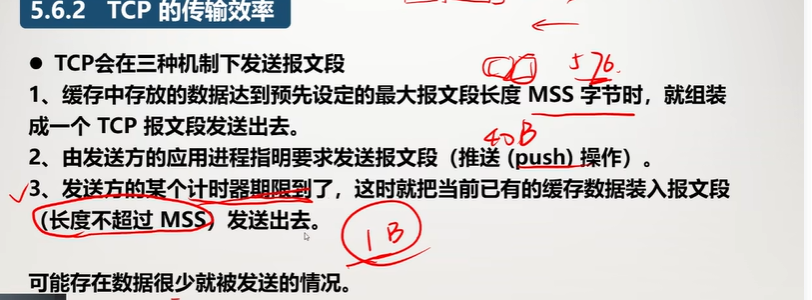 5.6.2 TCP 的传输效率
576.
● TCP会在三种机制下发送报文段
1、缓存中存放的数据达到预先设定的最大报文段长度 MSS 字节时，就组装
成一个 TCP 报文段发送出去。
40B
2、由发送方的应用进程指明要求发送报文段（推送 (push) 操作）。
3、发送方的某个计时器期限到了，这时就把当前已有的缓存数据装入报文段
（长度不超过 MSS）发送出去。
1B
可能存在数据很少就被发送的情况。